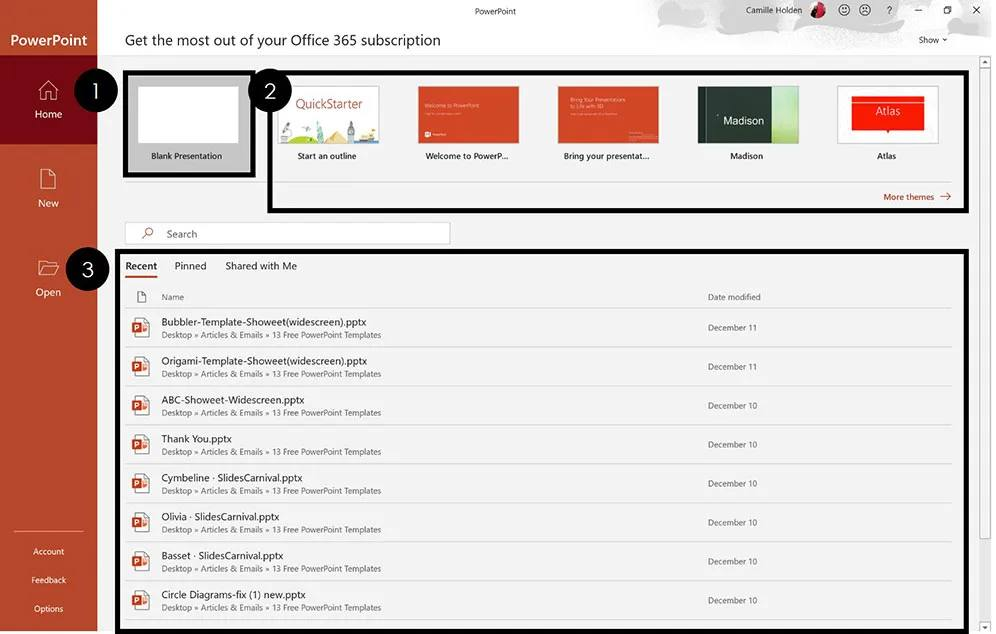 PowerPoint
Camille Holden
?
PowerPoint
Get the most out of your Office 365 subscription
Show
1
Home
New
3
Open
Account
Feedback
Options
Blank Presentation
2
QuickStarter
Start an outline
Welcome to PowerPoint
PowerPoint
Welcome to PowerP...
Bring Your Presentations
to Life with 3D
Bring your presentat...
Madison
Madison
Atlas
Atlas
More themes
Search
Recent Pinned Shared with Me
Name Date modified
Bubbler-Template-Showeet(widescreen).pptx
Desktop » Articles & Emails » 13 Free PowerPoint Templates
December 11
Origami-Template-Showeet(widescreen).pptx
Desktop » Articles & Emails » 13 Free PowerPoint Templates
December 11
ABC-Showeet-Widescreen.pptx
Desktop » Articles & Emails » 13 Free PowerPoint Templates
December 10
Thank You.pptx
Desktop » Articles & Emails » 13 Free PowerPoint Templates
December 10
Cymbeline · SlidesCarnival.pptx
Desktop » Articles & Emails » 13 Free PowerPoint Templates
December 10
Olivia · SlidesCarnival.pptx
Desktop » Articles & Emails » 13 Free PowerPoint Templates
December 10
Basset · SlidesCarnival.pptx
Desktop » Articles & Emails » 13 Free PowerPoint Templates
December 10
Circle Diagrams-fix (1) new.pptx
Desktop » Articles & Emails » 13 Free PowerPoint Templates
December 10